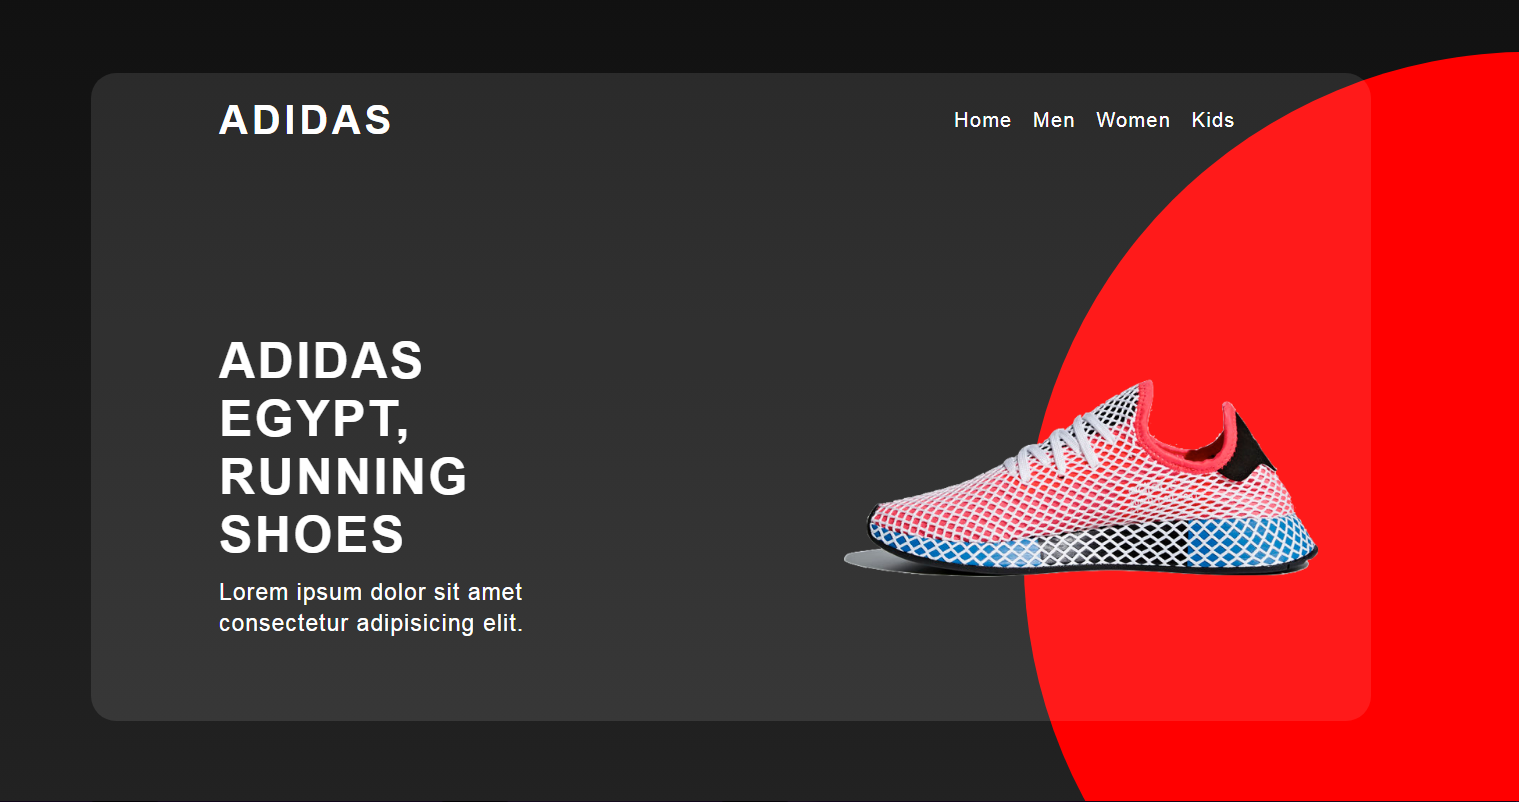 ADIDAS
Home Men Women Kids
ADIDAS
EGYPT,
RUNNING
SHOES
Lorem ipsum dolor sit amet
consectetur adipisicing elit.